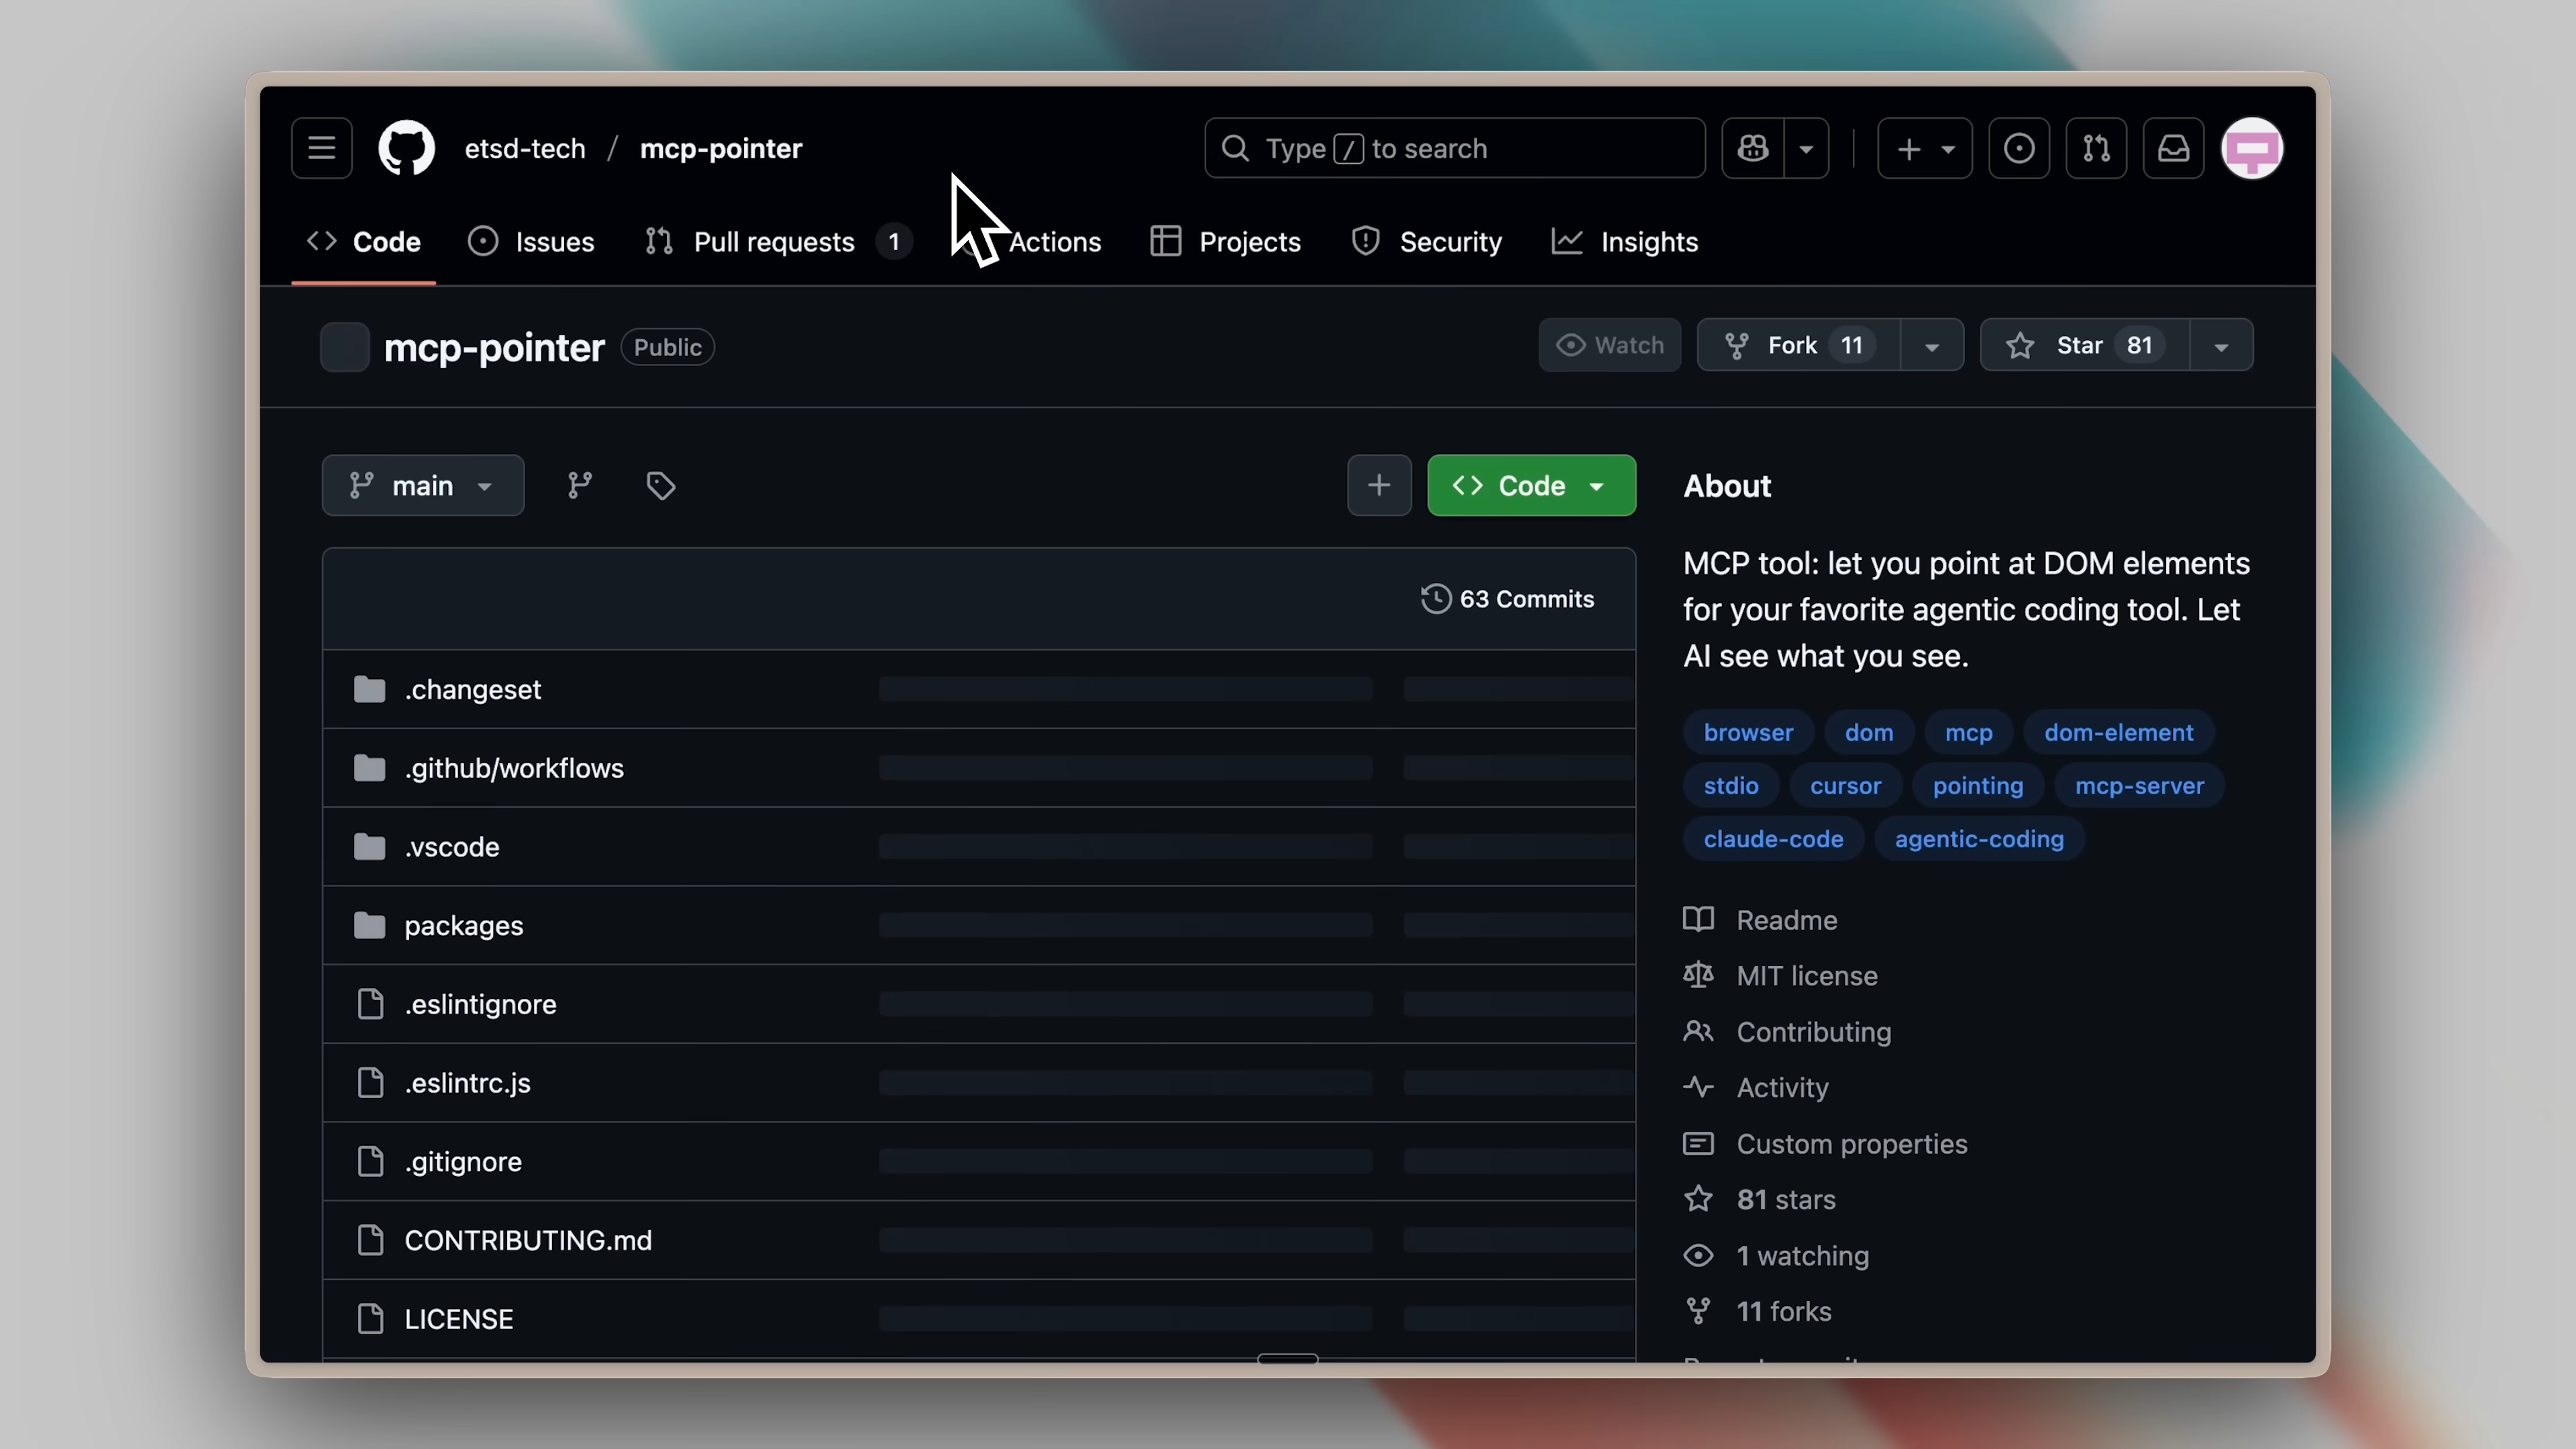 etsd-tech / mcp-pointer
Type / to search
Code Issues Pull requests 1 Actions Projects Security Insights
mcp-pointer Public
Watch Fork 11 Star 81
main
Code
63 Commits
.changeset
.github/workflows
.vscode
packages
.eslintignore
.eslintrc.js
.gitignore
CONTRIBUTING.md
LICENSE
About
MCP tool: let you point at DOM elements
for your favorite agentic coding tool. Let
AI see what you see.
browser dom mcp dom-element
stdio cursor pointing mcp-server
claude-code agentic-coding
Readme
MIT license
Contributing
Activity
Custom properties
81 stars
1 watching
11 forks